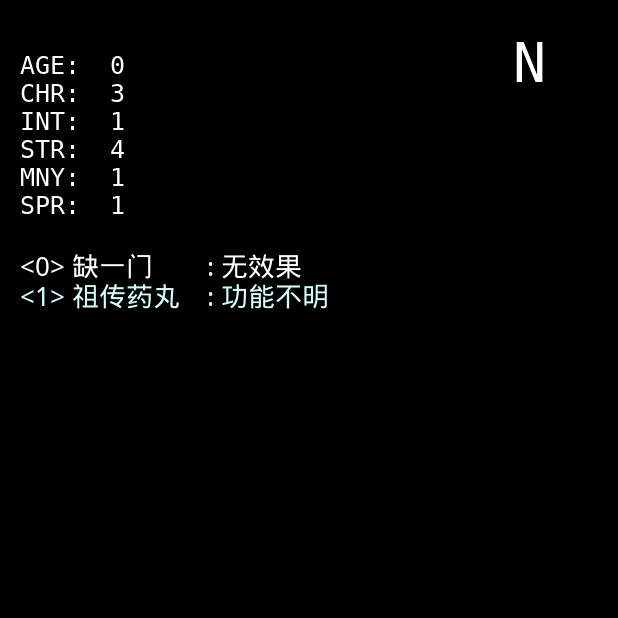 N
AGE: 0
CHR: 3
INT: 1
STR: 4
MNY: 1
SPR: 1
<0> 缺一门 : 无效果
<1> 祖传药丸 : 功能不明